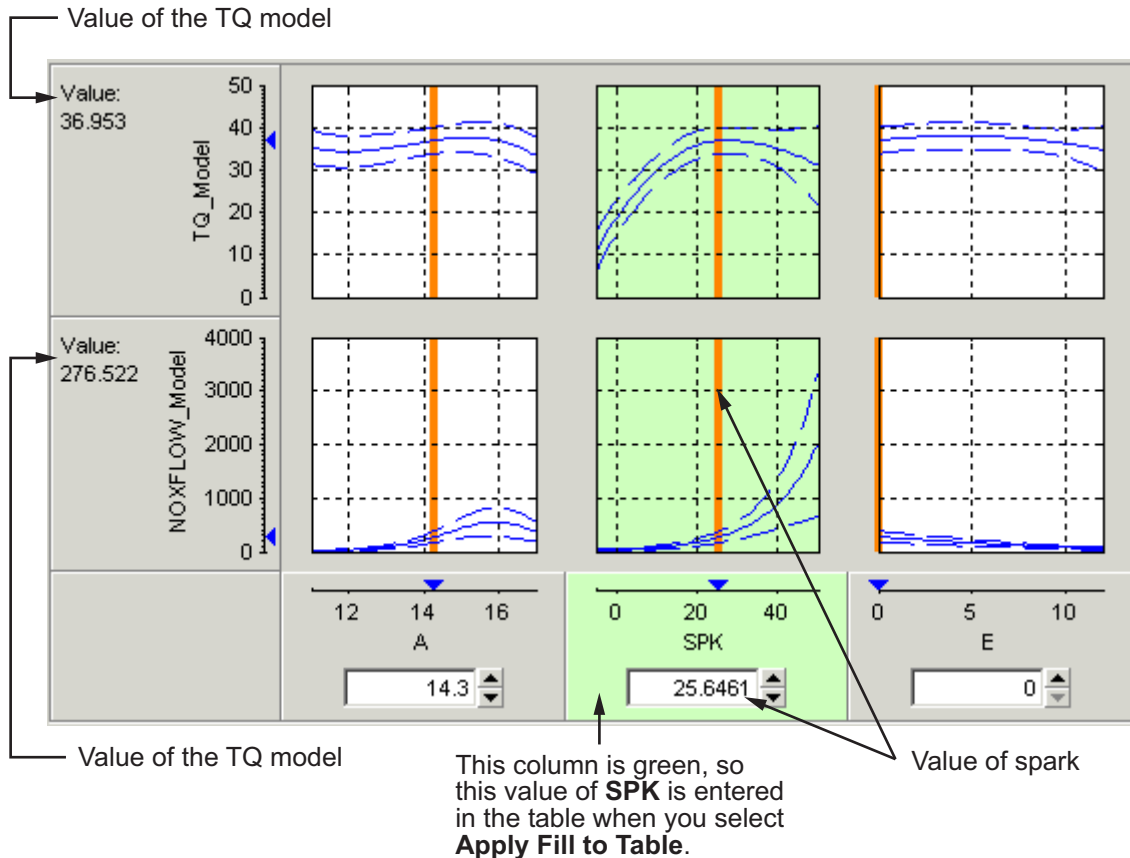 Value of the TQ model
Value:
36.953
TQ_Model
50
40
30
20
10
0
Value:
276.522
NOXFLOW_Model
4000
3000
2000
1000
0
12 14 16
A
14.3
0 20 40
SPK
25.6461
0 5 10
E
0
Value of the TQ model
This column is green, so
this value of SPK is entered
in the table when you select
Apply Fill to Table.
Value of spark